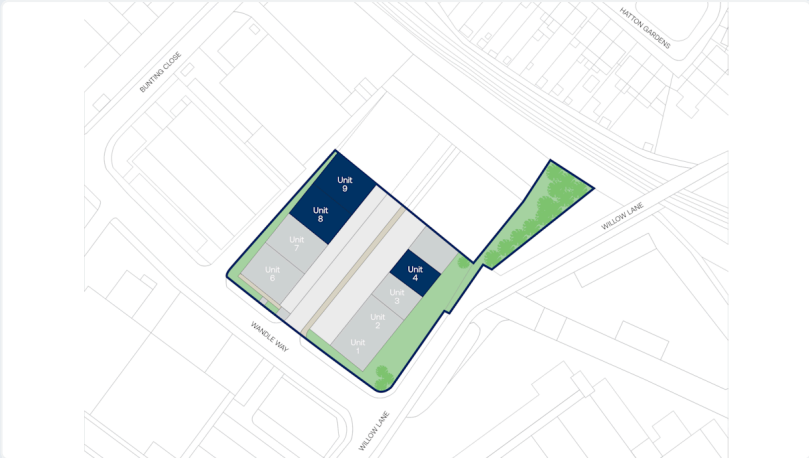 HATTON GARDENS
BUNTING CLOSE
Unit
9
Unit
8
WILLOW LANE
Unit
7
Unit
6
Unit
4
Unit
3
Unit
2
Unit
1
WANDLE WAY
WILLOW LANE